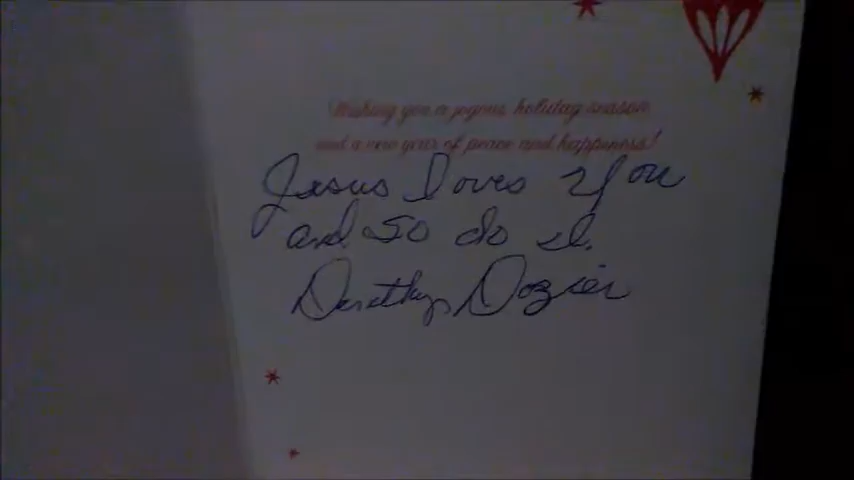 Wishing you a joyous holiday season
and a new year of peace and happiness!
Jesus loves you
and so do I.
Dorothy Dozier